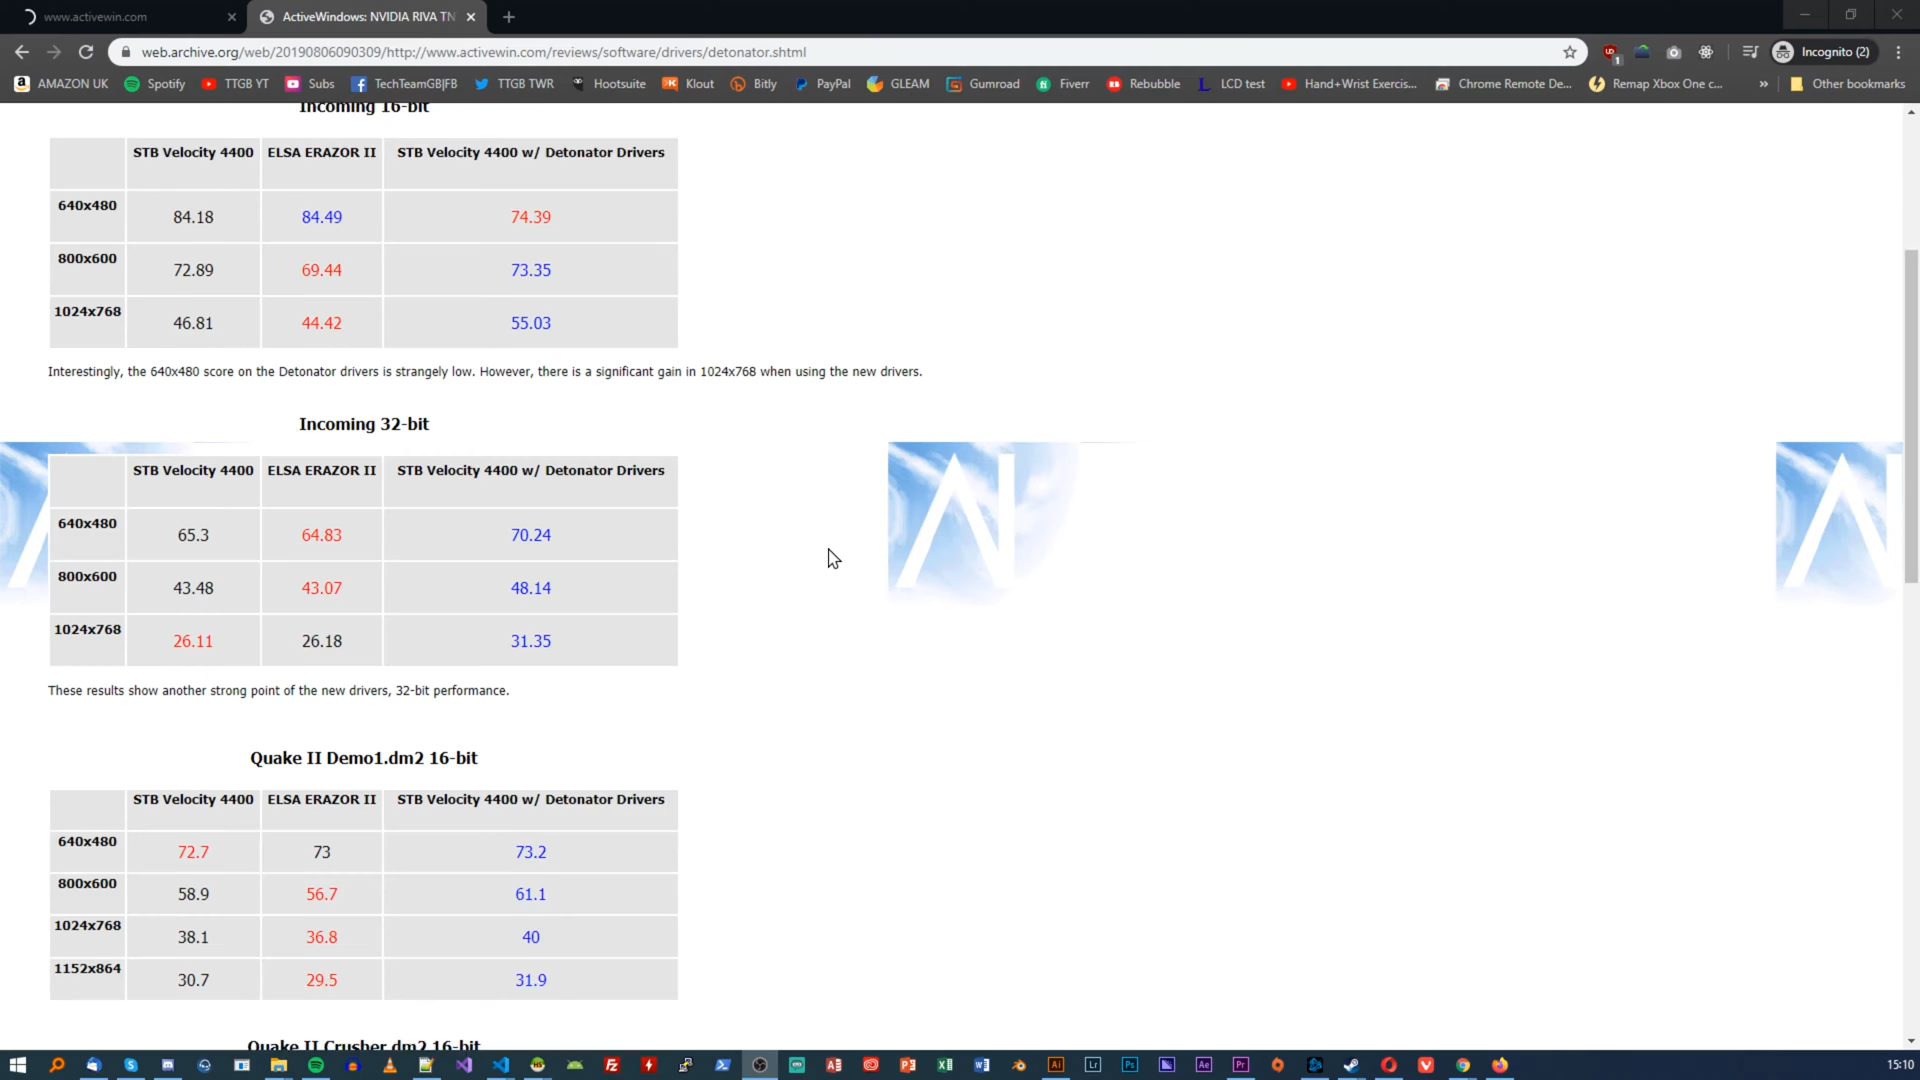 www.activewin.com
ActiveWindows: NVIDIA RIVA TN
web.archive.org/web/20190806090309/http://www.activewin.com/reviews/software/drivers/detonator.shtml
Incognito (2)
AMAZON UK
Spotify
TTGB YT
Subs
TechTeamGB|FB
TTGB TWR
Hootsuite
Klout
Bitly
PayPal
GLEAM
Gumroad
Fiverr
Rebubble
LCD test
Hand+Wrist Exercis...
Chrome Remote De...
Remap Xbox One c...
»
Other bookmarks
Incoming 16-bit
STB Velocity 4400 ELSA ERAZOR II STB Velocity 4400 w/ Detonator Drivers
640x480 84.18 84.49 74.39
800x600 72.89 69.44 73.35
1024x768 46.81 44.42 55.03
Interestingly, the 640x480 score on the Detonator drivers is strangely low. However, there is a significant gain in 1024x768 when using the new drivers.
Incoming 32-bit
STB Velocity 4400 ELSA ERAZOR II STB Velocity 4400 w/ Detonator Drivers
640x480 65.3 64.83 70.24
800x600 43.48 43.07 48.14
1024x768 26.11 26.18 31.35
These results show another strong point of the new drivers, 32-bit performance.
Quake II Demo1.dm2 16-bit
STB Velocity 4400 ELSA ERAZOR II STB Velocity 4400 w/ Detonator Drivers
640x480 72.7 73 73.2
800x600 58.9 56.7 61.1
1024x768 38.1 36.8 40
1152x864 30.7 29.5 31.9
Quake II Crusher.dm2 16-bit
15:10